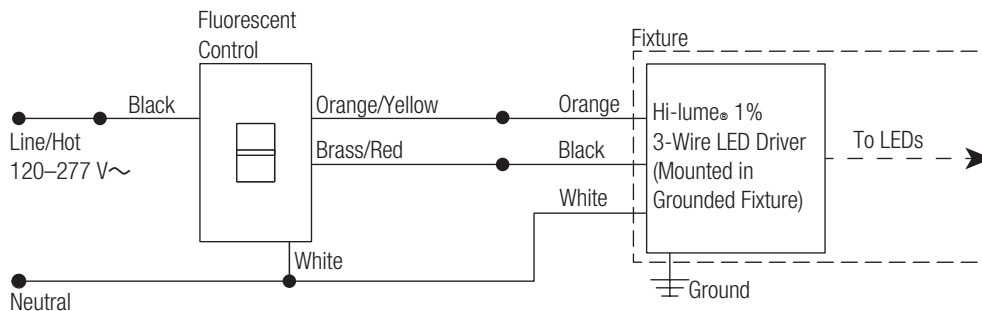 Fluorescent
Control
Fixture
Black
Orange/Yellow
Orange
Hi-lume® 1%
3-Wire LED Driver
(Mounted in
Grounded Fixture)
To LEDs
Line/Hot
120–277 V~
Brass/Red
Black
White
White
Neutral
Ground